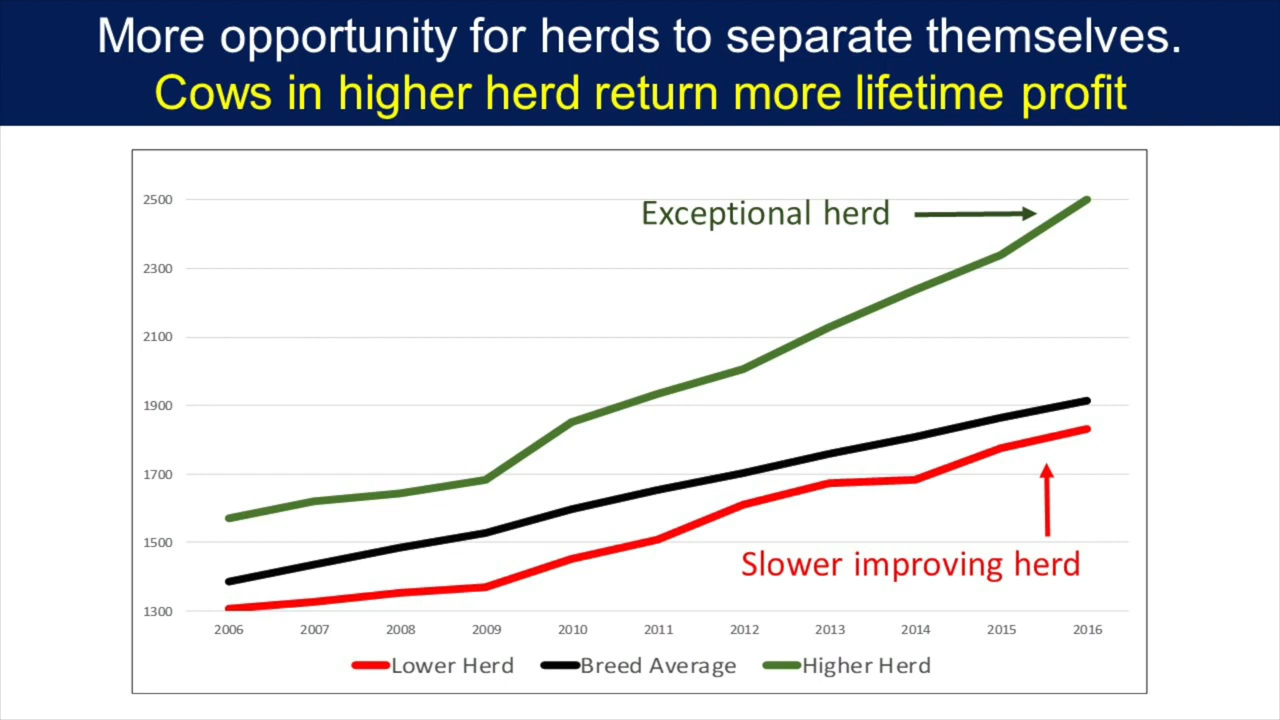 More opportunity for herds to separate themselves.
Cows in higher herd return more lifetime profit
2500
Exceptional herd
2300
2100
1900
1700
1500
Slower improving herd
1300
2006 2007 2008 2009 2010 2011 2012 2013 2014 2015 2016
Lower Herd Breed Average Higher Herd